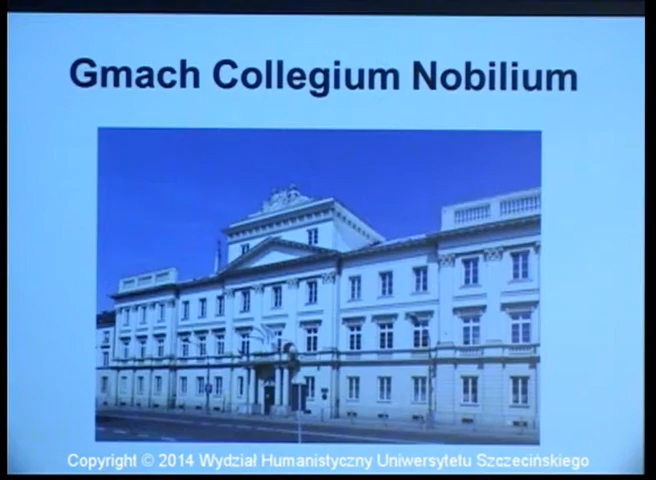 Gmach Collegium Nobilium
Copyright © 2014 Wydział Humanistyczny Uniwersytetu Szczecińskiego